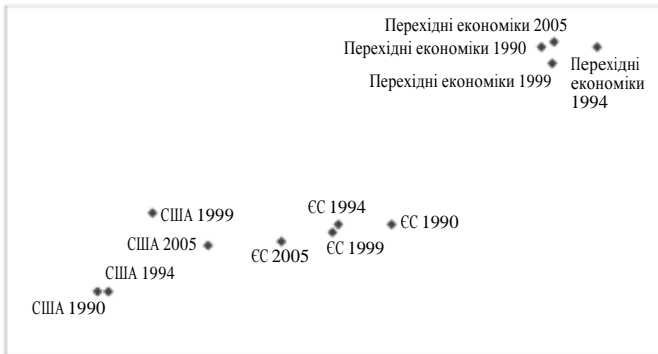 Перехідні економіки 2005
Перехідні економіки 1990
Перехідні
економіки
1994
Перехідні економіки 1999
США 1999
ЄС 1994
ЄС 1990
США 2005
ЄС 2005
ЄС 1999
США 1994
США 1990